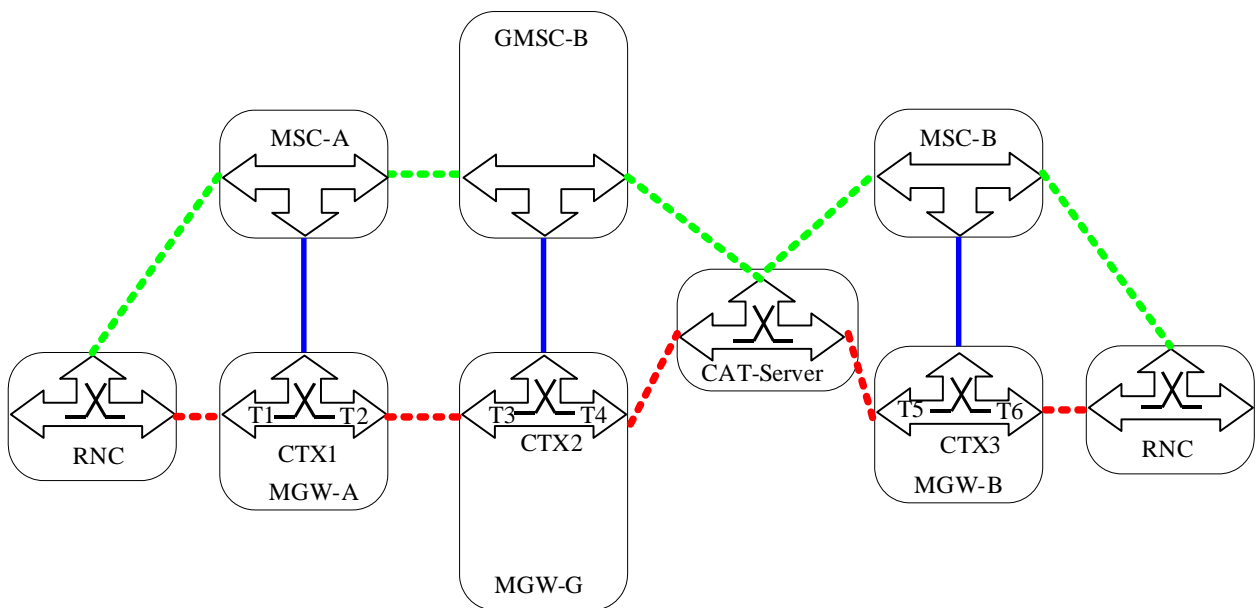 GMSC-B
MSC-A
MSC-B
CAT-Server
T1
T2
T3
T4
T5
T6
RNC
CTX1
CTX2
CTX3
RNC
MGW-A
MGW-B
MGW-G